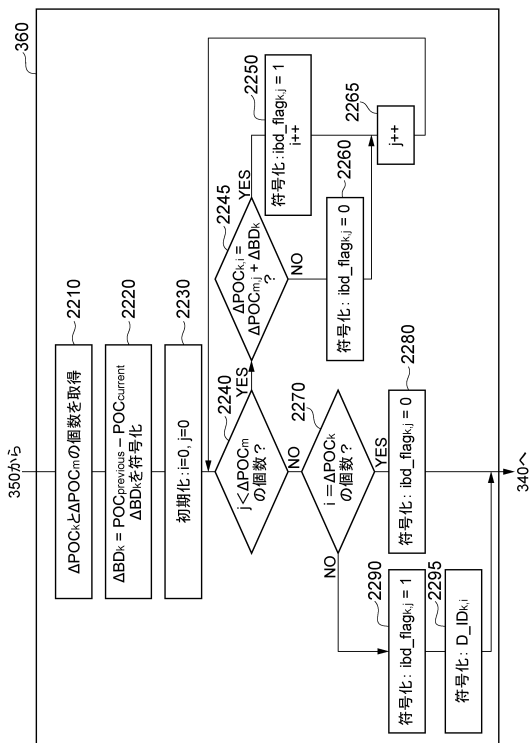 360
350から
2210
ΔPOCkとΔPOCmの個数を取得
2220
ΔBDk = POCprevious − POCcurrent
ΔBDkを符号化
2230
初期化: i=0, j=0
2240
j<ΔPOCm
の個数?
YES
NO
2245
ΔPOCk,i =
ΔPOCm,j + ΔBDk
?
YES
NO
2250
符号化: ibd_flagk,j = 1
i++
2260
符号化: ibd_flagk,j = 0
2265
j++
2270
i =ΔPOCk
の個数?
YES
NO
2280
符号化: ibd_flagk,j = 0
2290
符号化: ibd_flagk,j = 1
2295
符号化: D_IDk,i
340へ